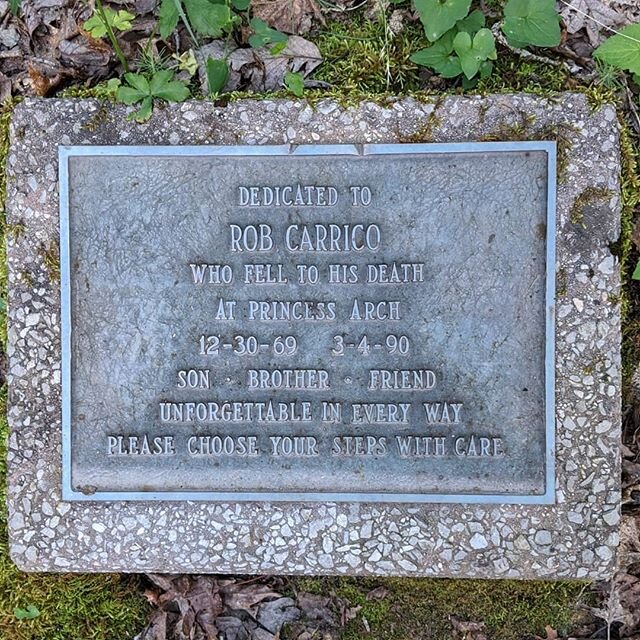 DEDICATED TO
ROB CARRICO
WHO FELL TO HIS DEATH
AT PRINCESS ARCH
12-30-69 3-4-90
SON · BROTHER · FRIEND
UNFORGETTABLE IN EVERY WAY
PLEASE CHOOSE YOUR STEPS WITH CARE